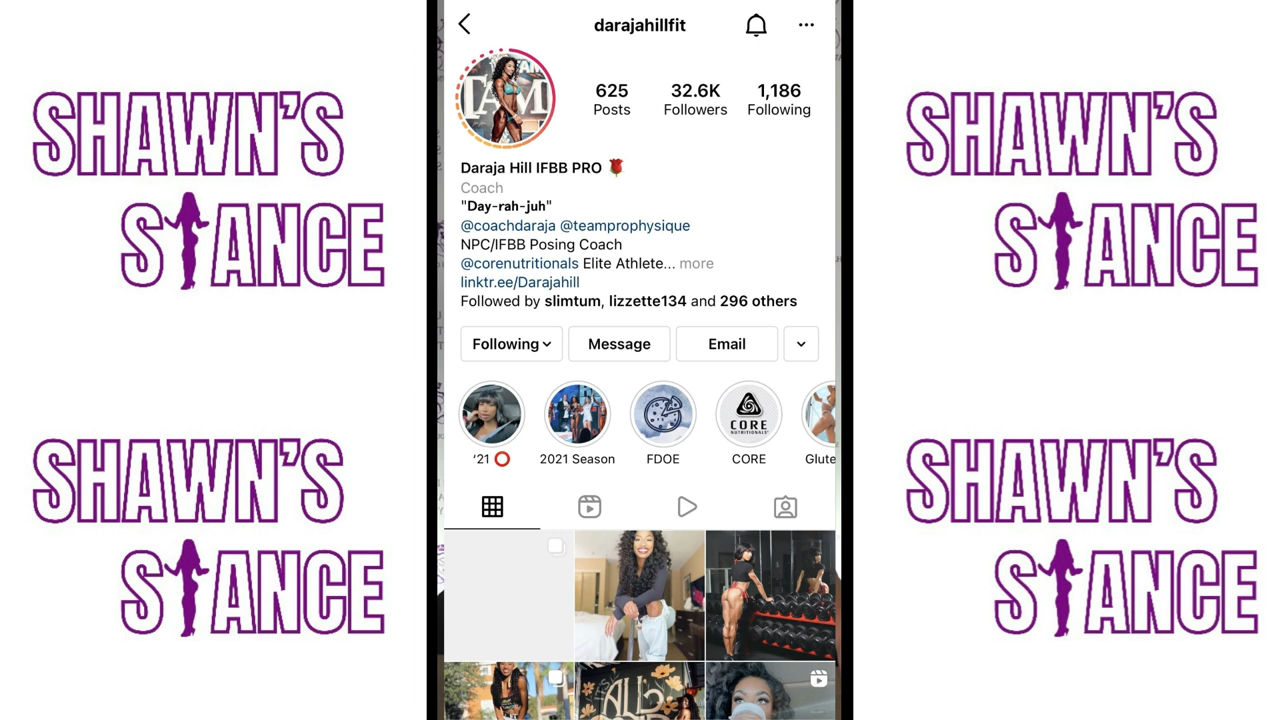 SHAWN'S
STANCE
SHAWN'S
STANCE
darajahillfit
625
Posts
32.6K
Followers
1,186
Following
Daraja Hill IFBB PRO
Coach
"Day-rah-juh"
@coachdaraja @teamprophysique
NPC/IFBB Posing Coach
@corenutritionals Elite Athlete... more
linktr.ee/Darajahill
Followed by slimtum, lizzette134 and 296 others
Following
Message
Email
CORE
NUTRITIONALS
'21
2021 Season
FDOE
CORE
Glute
SHAWN'S
STANCE
SHAWN'S
STANCE